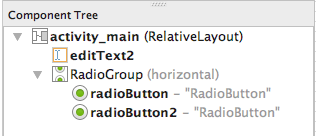 Component Tree
activity_main (RelativeLayout)
editText2
RadioGroup (horizontal)
radioButton – "RadioButton"
radioButton2 – "RadioButton"